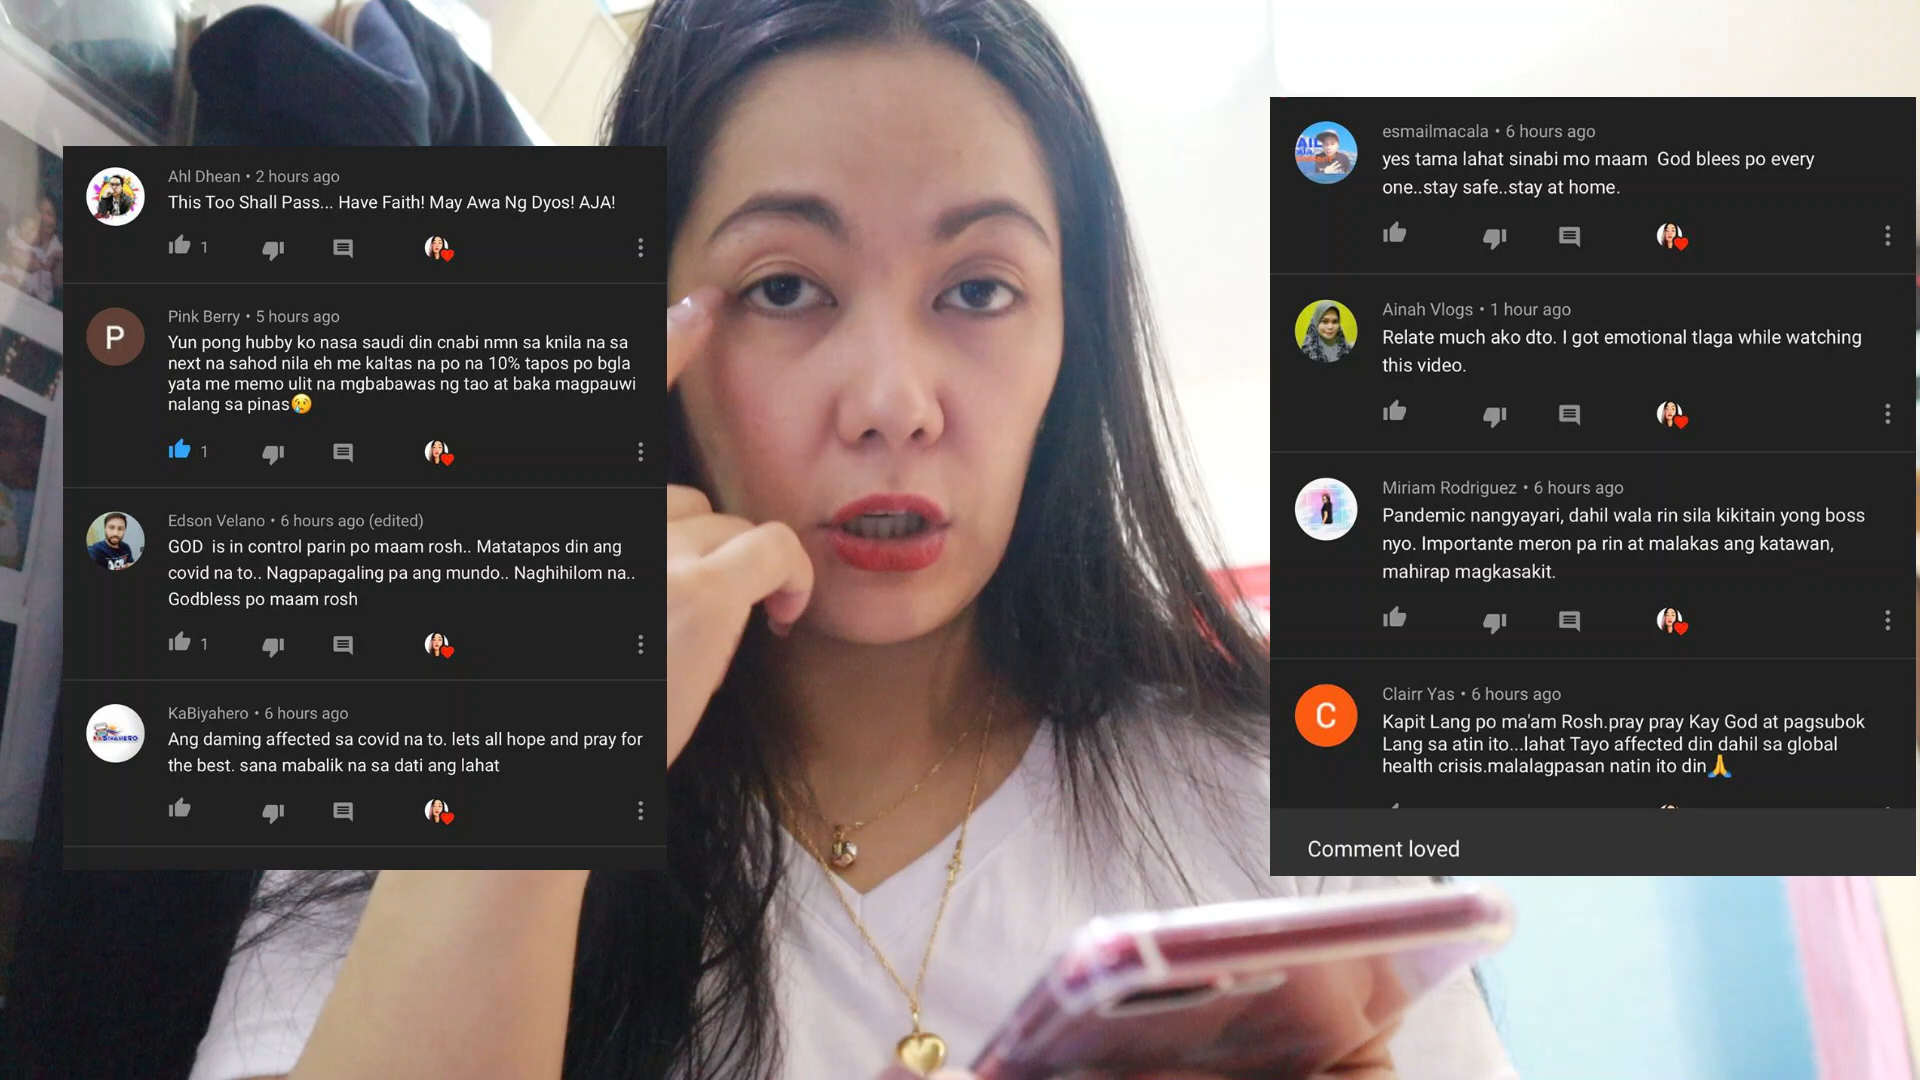 Ahl Dhean • 2 hours ago
This Too Shall Pass... Have Faith! May Awa Ng Dyos! AJA!
1
P
Pink Berry • 5 hours ago
Yun pong hubby ko nasa saudi din cnabi nmn sa knila na sa
next na sahod nila eh me kaltas na po na 10% tapos po bgla
yata me memo ulit na mgbabawas ng tao at baka magpauwi
nalang sa pinas😢
1
Edson Velano • 6 hours ago (edited)
GOD  is in control parin po maam rosh.. Matatapos din ang
covid na to.. Nagpapagaling pa ang mundo.. Naghihilom na..
Godbless po maam rosh
1
KaBiyahero • 6 hours ago
Ang daming affected sa covid na to. lets all hope and pray for
the best. sana mabalik na sa dati ang lahat
esmailmacala • 6 hours ago
yes tama lahat sinabi mo maam  God blees po every
one..stay safe..stay at home.
Ainah Vlogs • 1 hour ago
Relate much ako dto. I got emotional tlaga while watching
this video.
Miriam Rodriguez • 6 hours ago
Pandemic nangyayari, dahil wala rin sila kikitain yong boss
nyo. Importante meron pa rin at malakas ang katawan,
mahirap magkasakit.
C
Clairr Yas • 6 hours ago
Kapit Lang po ma'am Rosh.pray pray Kay God at pagsubok
Lang sa atin ito...lahat Tayo affected din dahil sa global
health crisis.malalagpasan natin ito din🙏
Comment loved